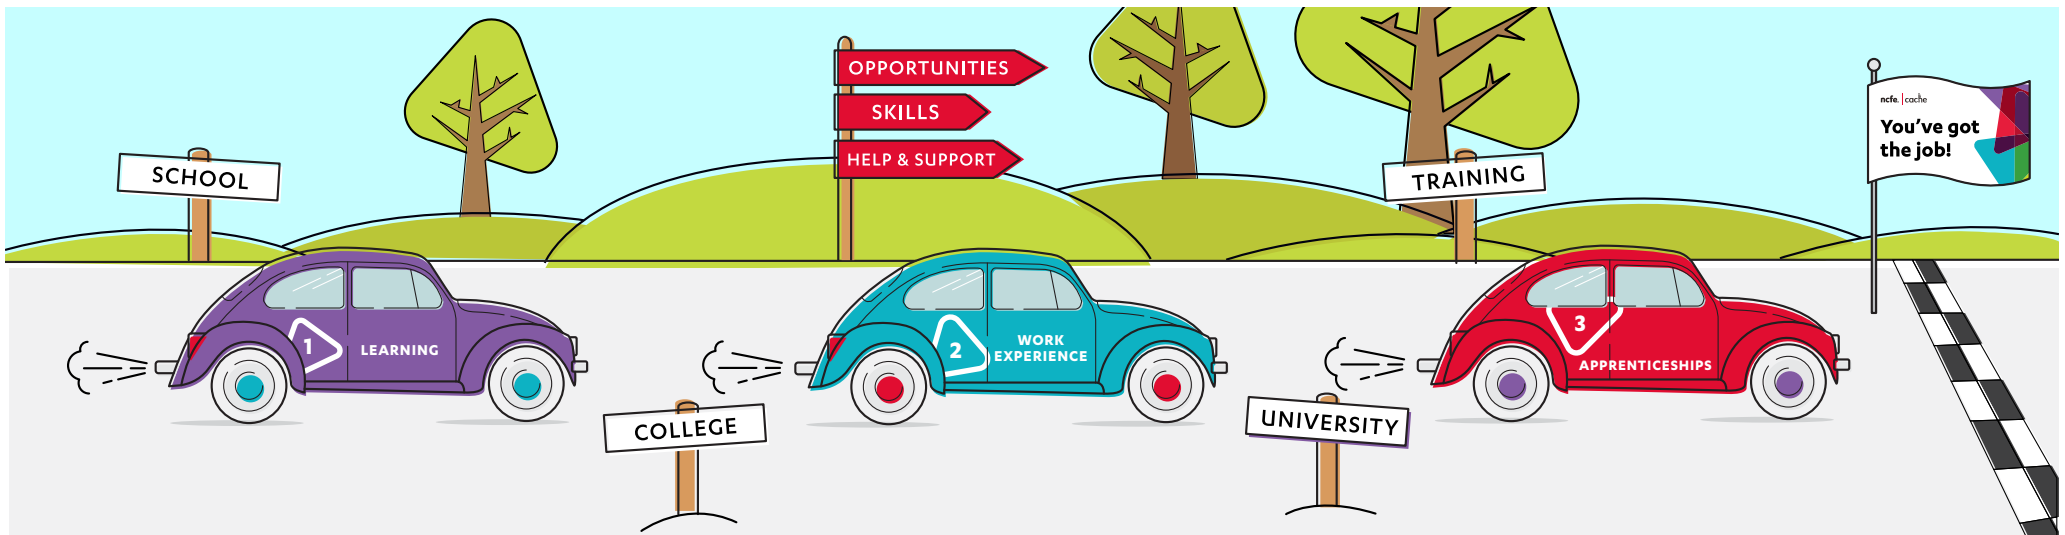 OPPORTUNITIES
SKILLS
HELP & SUPPORT
SCHOOL
TRAINING
ncfe. cache
You've got
the job!
1
LEARNING
2
WORK
EXPERIENCE
3
APPRENTICESHIPS
COLLEGE
UNIVERSITY